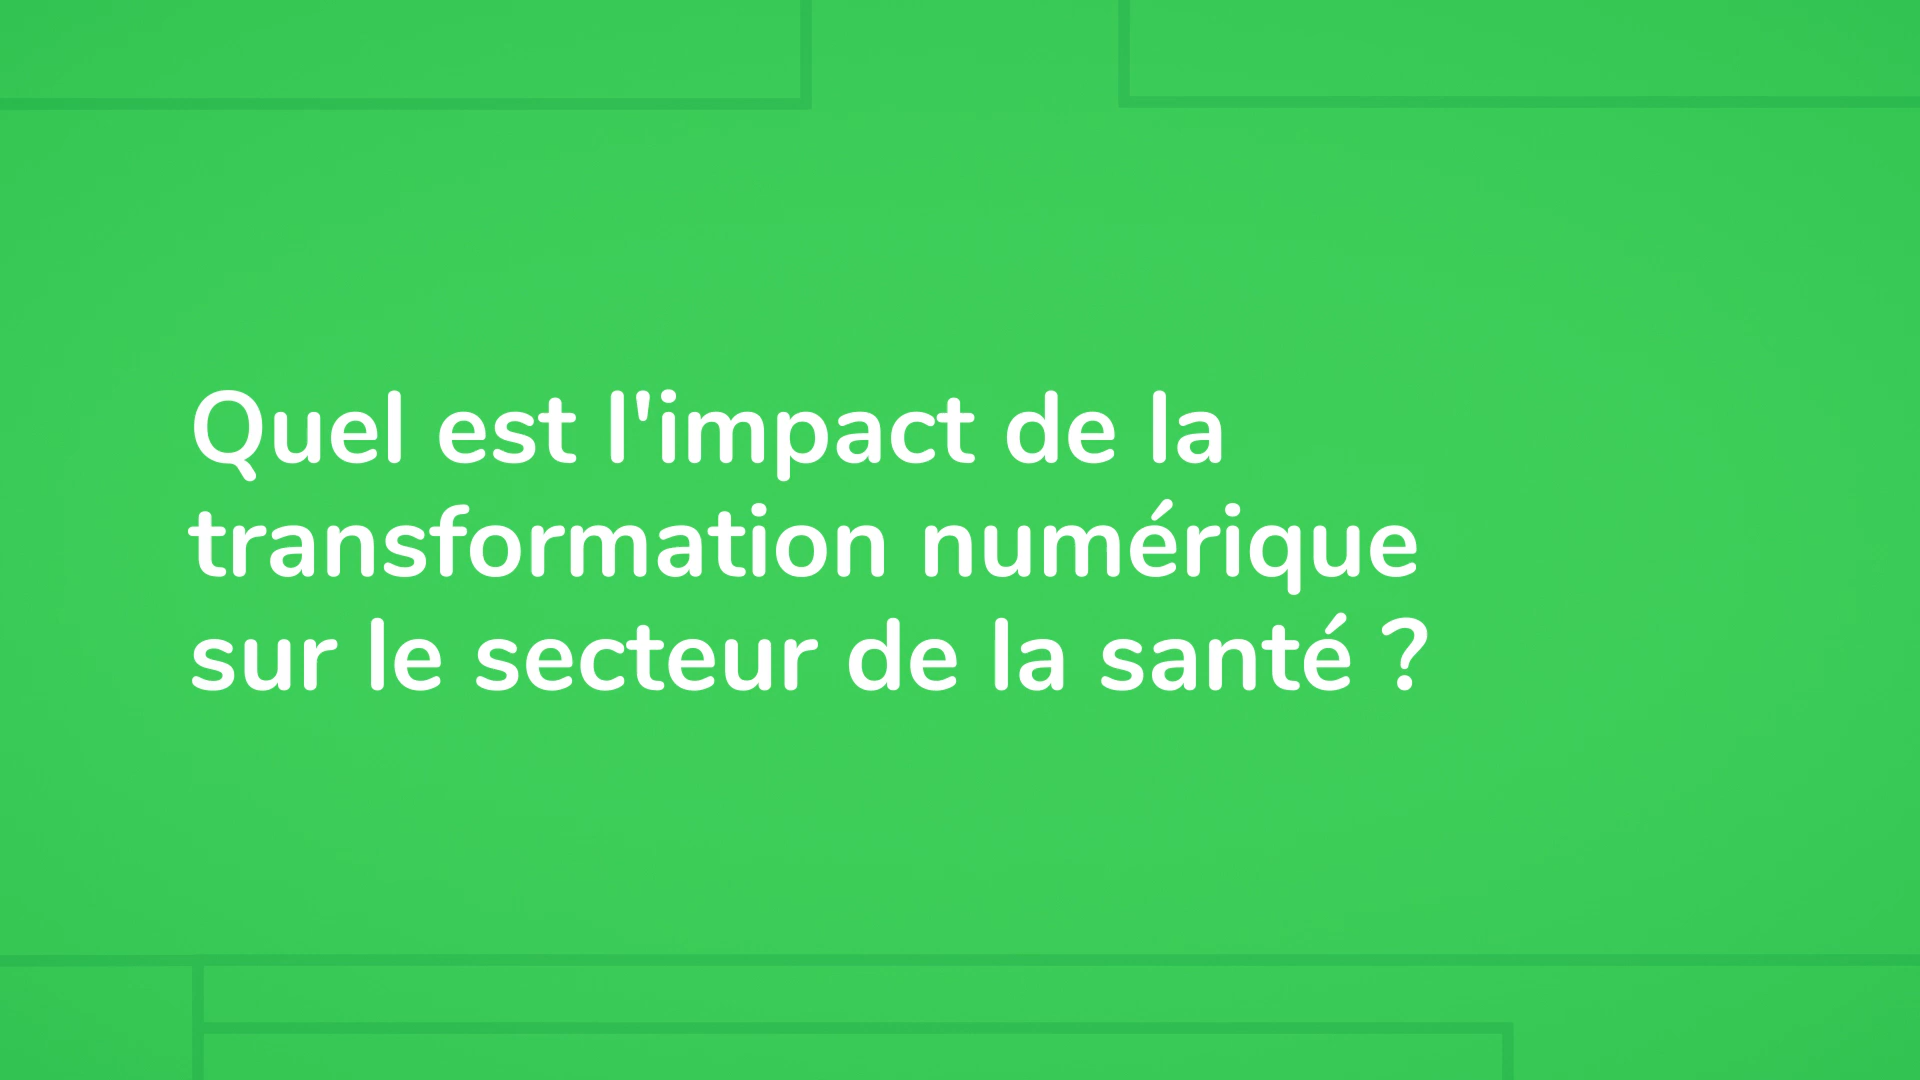 Quel est l'impact de la
transformation numérique
sur le secteur de la santé ?